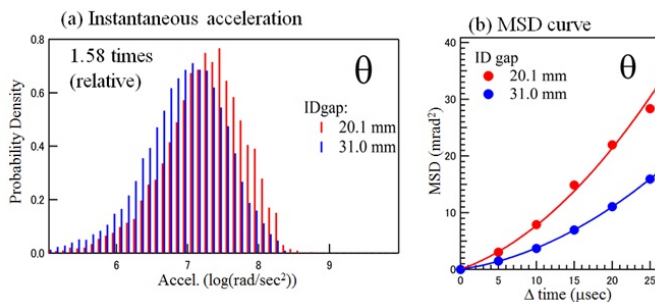 (a) Instantaneous acceleration
1.58 times
(relative)
θ
IDgap:
20.1 mm
31.0 mm
0.8
0.6
0.4
0.2
0.0
Probability Density
6
7
8
9
Accel. (log(rad/sec²)
(b) MSD curve
ID gap
20.1 mm
31.0 mm
θ
40
30
20
10
0
MSD (mrad²)
0
5
10
15
20
25
Δ time (μsec)